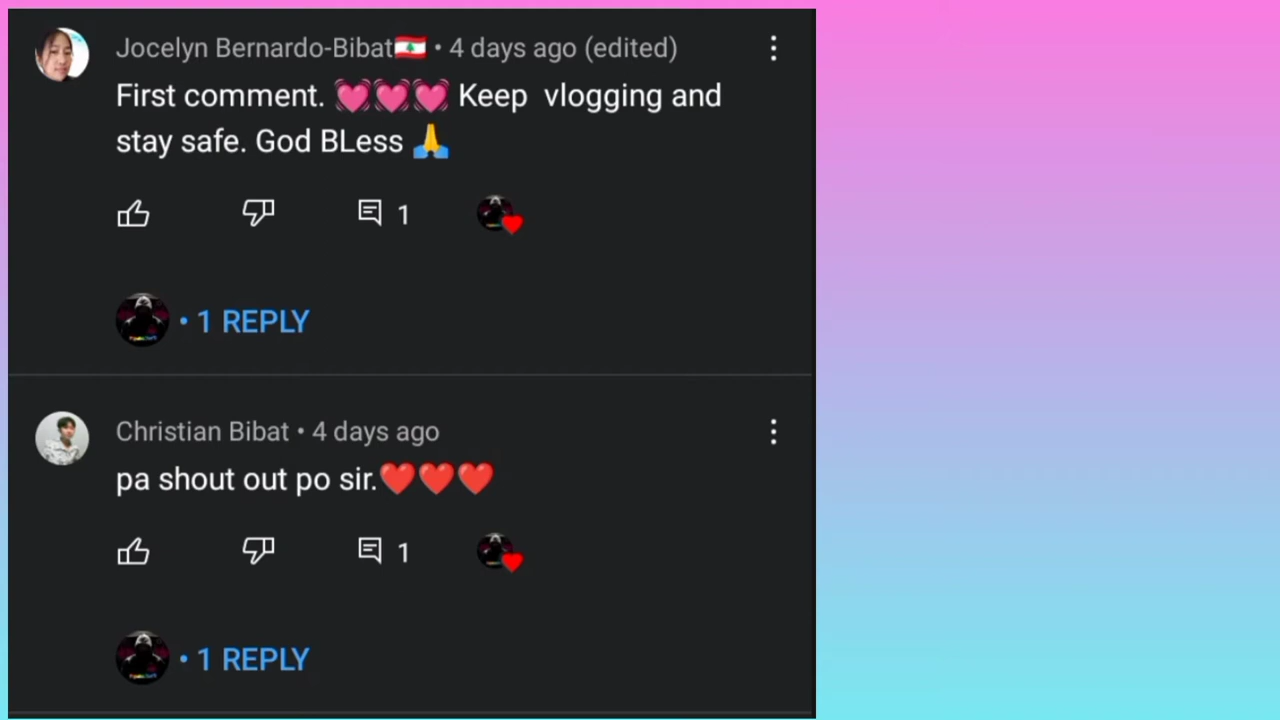 Jocelyn Bernardo-Bibat🇱🇧 • 4 days ago (edited)
First comment. 💓💓💓 Keep vlogging and
stay safe. God BLess 🙏
1
• 1 REPLY
Christian Bibat • 4 days ago
pa shout out po sir.❤️❤️❤️
1
• 1 REPLY